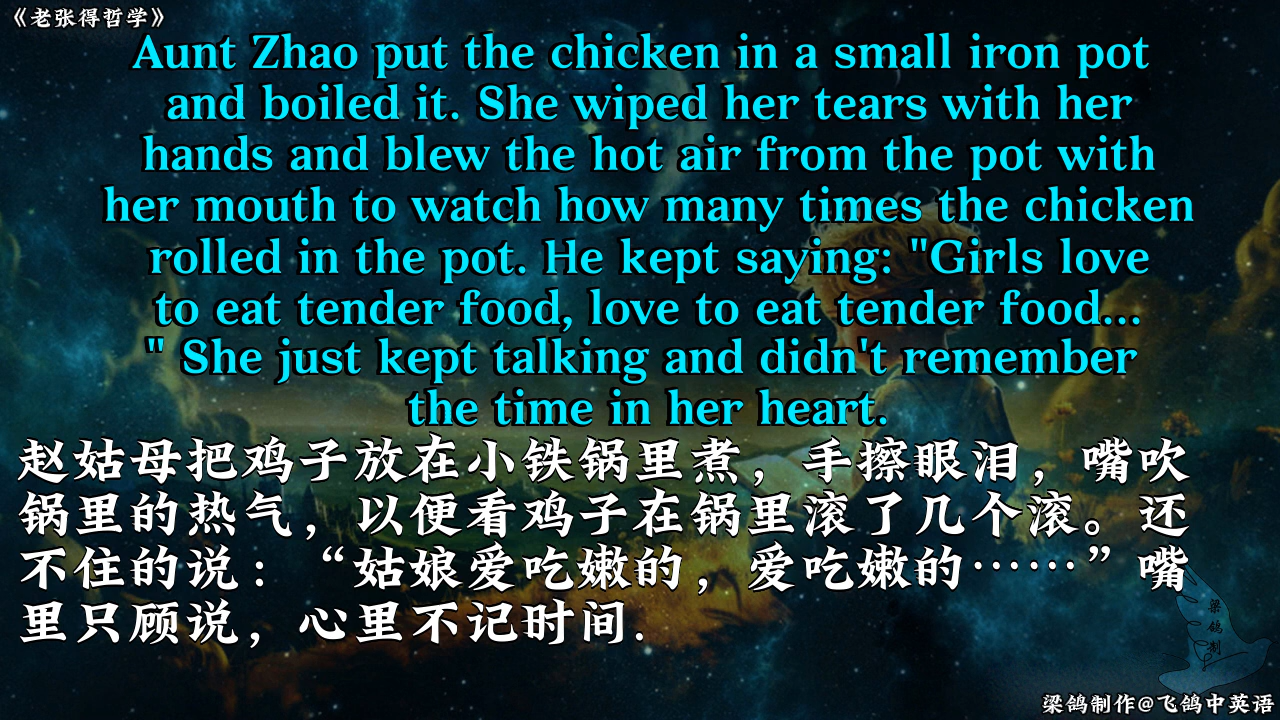 《老张得哲学》
Aunt Zhao put the chicken in a small iron pot
and boiled it. She wiped her tears with her
hands and blew the hot air from the pot with
her mouth to watch how many times the chicken
rolled in the pot. He kept saying: "Girls love
to eat tender food, love to eat tender food...
" She just kept talking and didn't remember
the time in her heart.
赵姑母把鸡子放在小铁锅里煮，手擦眼泪，嘴吹
锅里的热气，以便看鸡子在锅里滚了几个滚。还
不住的说：“姑娘爱吃嫩的，爱吃嫩的……”嘴
里只顾说，心里不记时间.
梁鸽制
梁鸽制作@飞鸽中英语